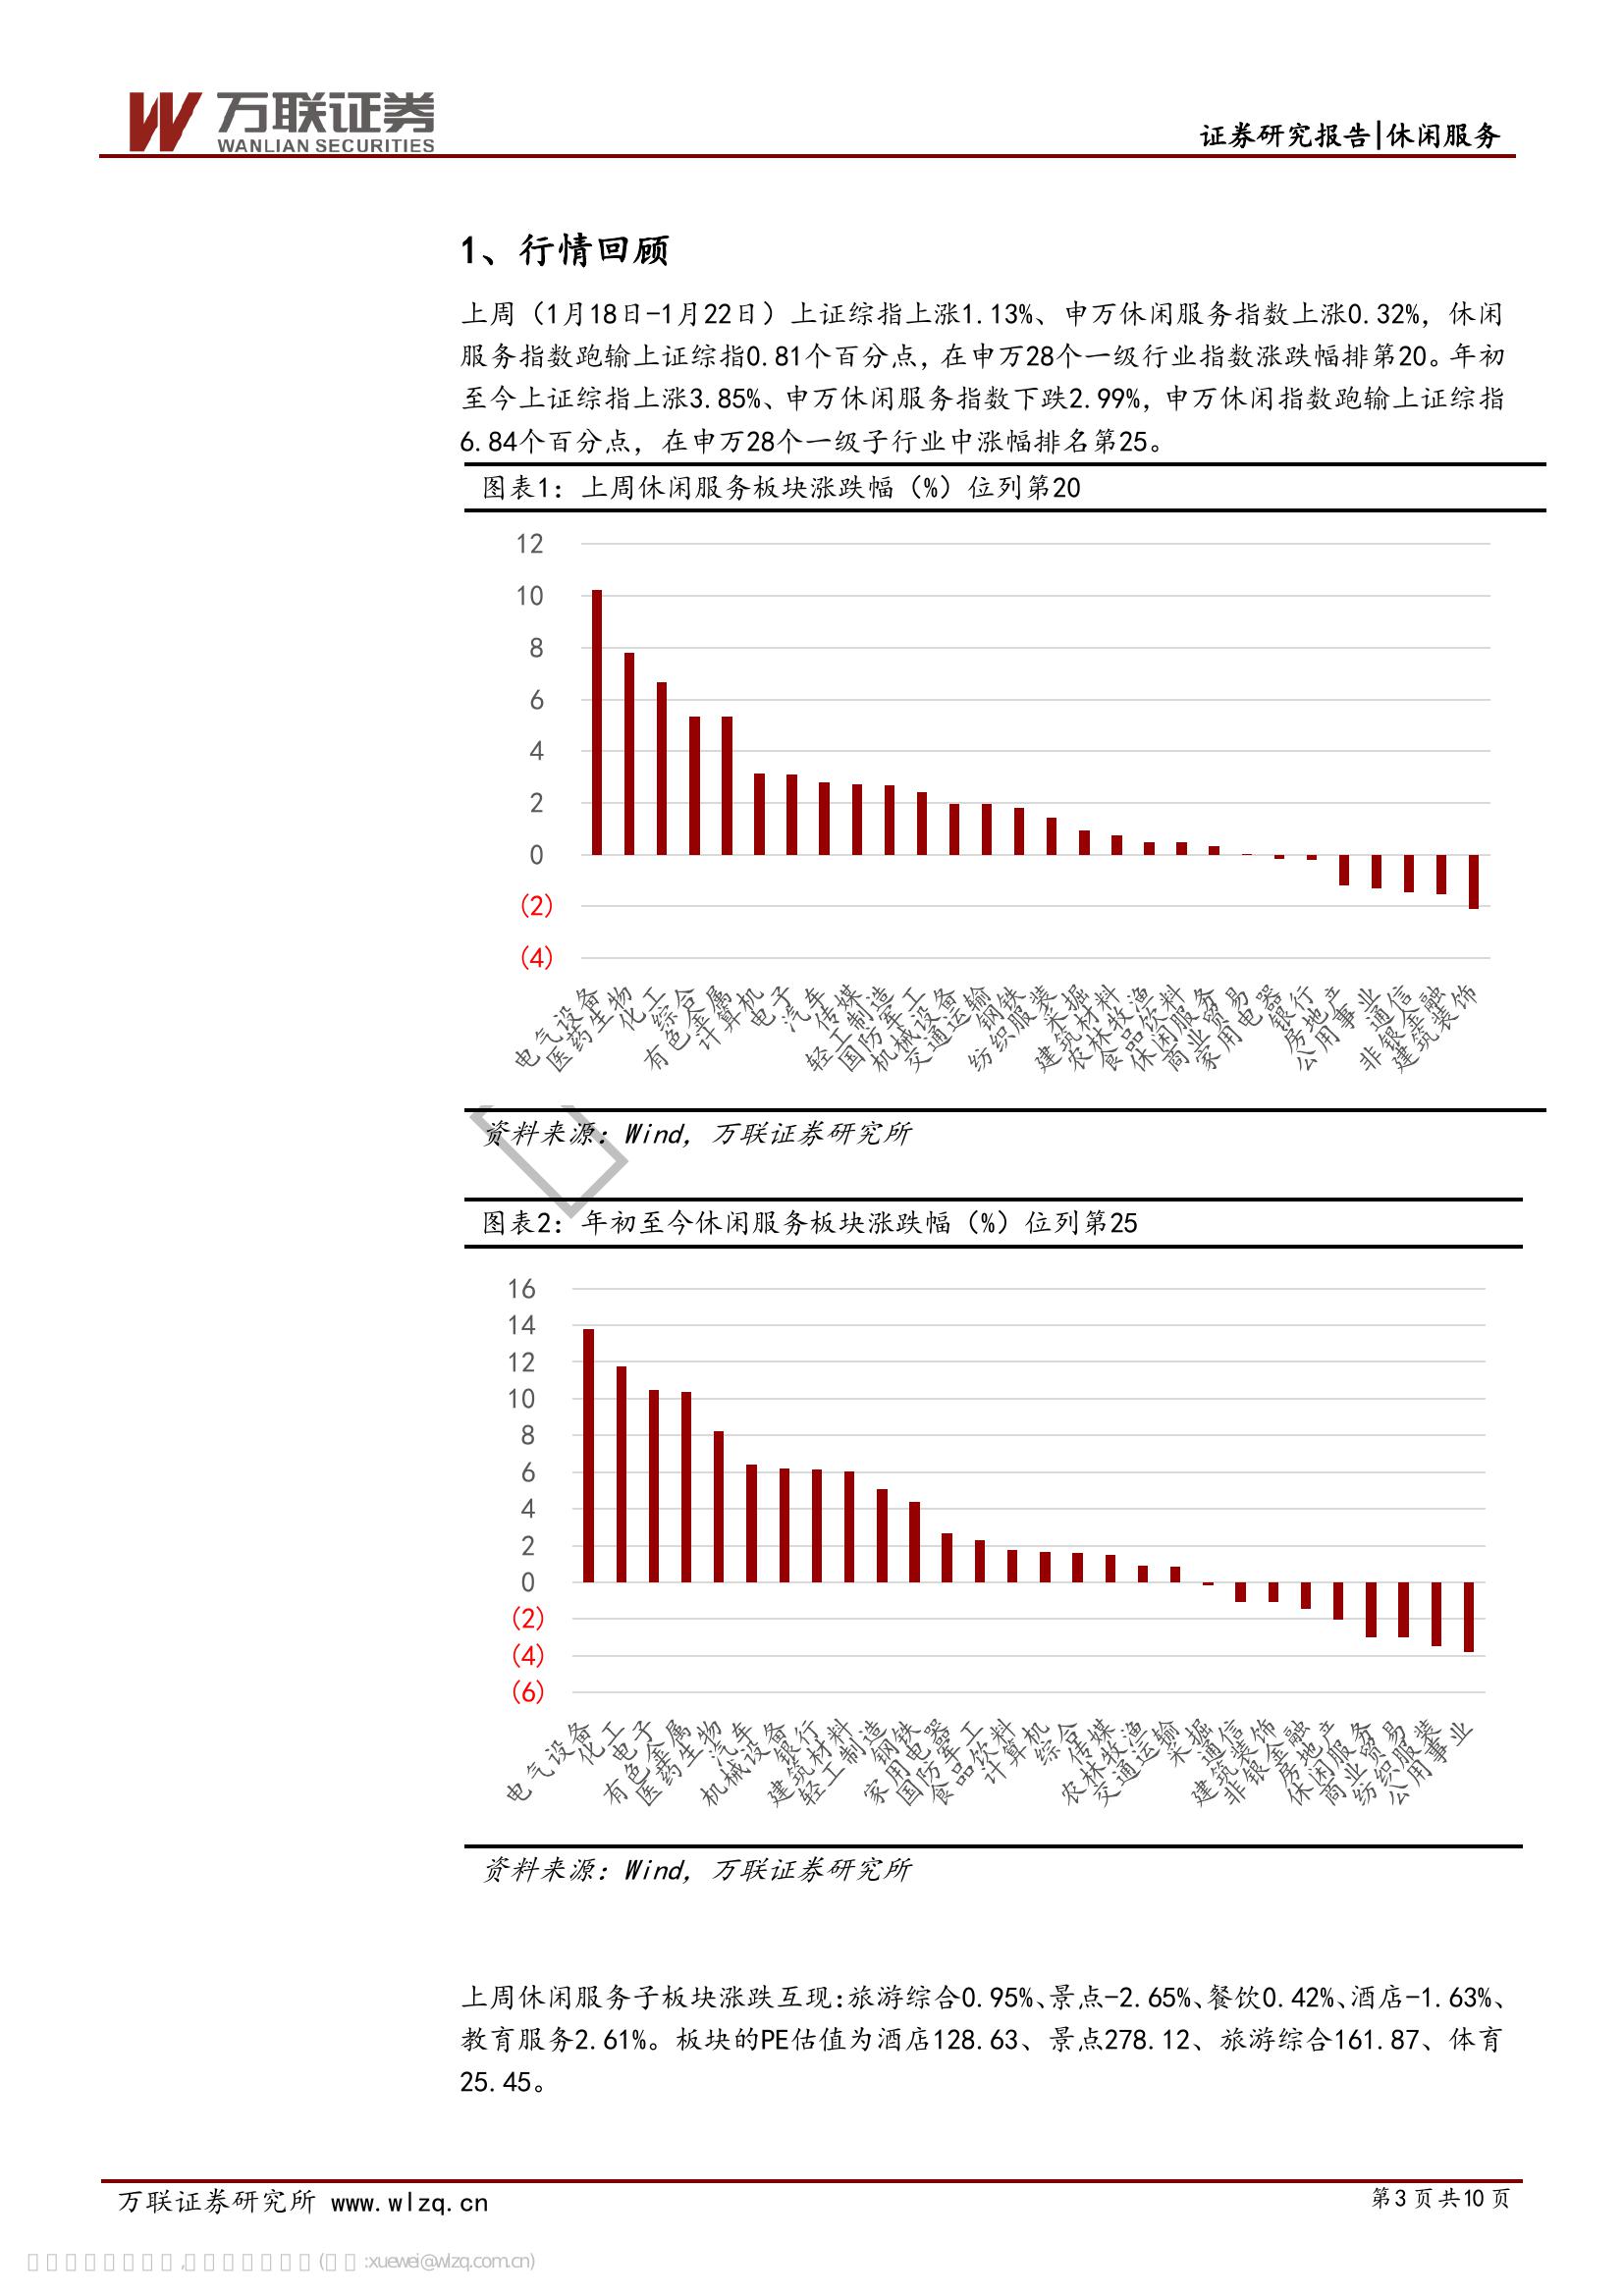 万联证券
WANLIAN SECURITIES
证券研究报告|休闲服务
1、行情回顾
上周（1月18日-1月22日）上证综指上涨1.13%、申万休闲服务指数上涨0.32%，休闲
服务指数跑输上证综指0.81个百分点，在申万28个一级行业指数涨跌幅排第20。年初
至今上证综指上涨3.85%、申万休闲服务指数下跌2.99%，申万休闲指数跑输上证综指
6.84个百分点，在申万28个一级子行业中涨幅排名第25。
图表1：上周休闲服务板块涨跌幅（%）位列第20
12
10
8
6
4
2
0
(2)
(4)
电气设备
医药生物
化工
综合
有色金属
计算机
电子
汽车
传媒
轻工制造
国防军工
机械设备
交通运输
钢铁
纺织服装
采掘
建筑材料
农林牧渔
食品饮料
休闲服务
商业贸易
家用电器
银行
房地产
公用事业
通信
非银金融
建筑装饰
资料来源：Wind，万联证券研究所
图表2：年初至今休闲服务板块涨跌幅（%）位列第25
16
14
12
10
8
6
4
2
0
(2)
(4)
(6)
电气设备
化工
电子
有色金属
医药生物
汽车
机械设备
银行
建筑材料
轻工制造
钢铁
家用电器
国防军工
食品饮料
计算机
综合
传媒
农林牧渔
交通运输
采掘
通信
建筑装饰
非银金融
房地产
休闲服务
商业贸易
纺织服装
公用事业
资料来源：Wind，万联证券研究所
上周休闲服务子板块涨跌互现：旅游综合0.95%、景点-2.65%、餐饮0.42%、酒店-1.63%、
教育服务2.61%。板块的PE估值为酒店128.63、景点278.12、旅游综合161.87、体育
25.45。
万联证券研究所 www.wlzq.cn
第3页共10页
:xuewei@wlzq.com.cn)